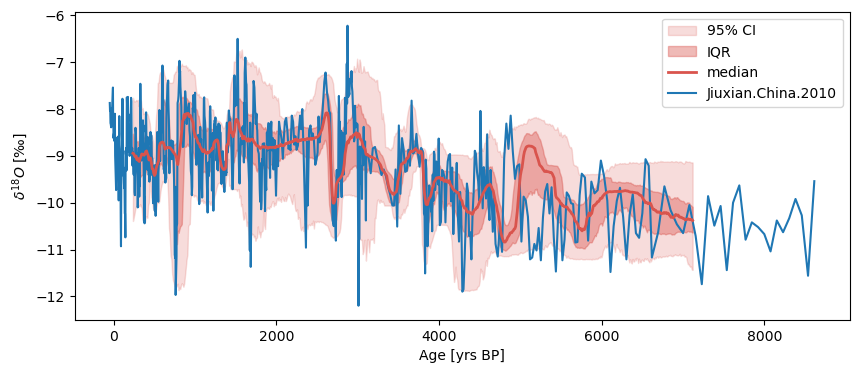 −6
−7
−8
−9
−10
−11
−12
δ¹⁸O [‰]
0
2000
4000
6000
8000
Age [yrs BP]
95% CI
IQR
median
Jiuxian.China.2010